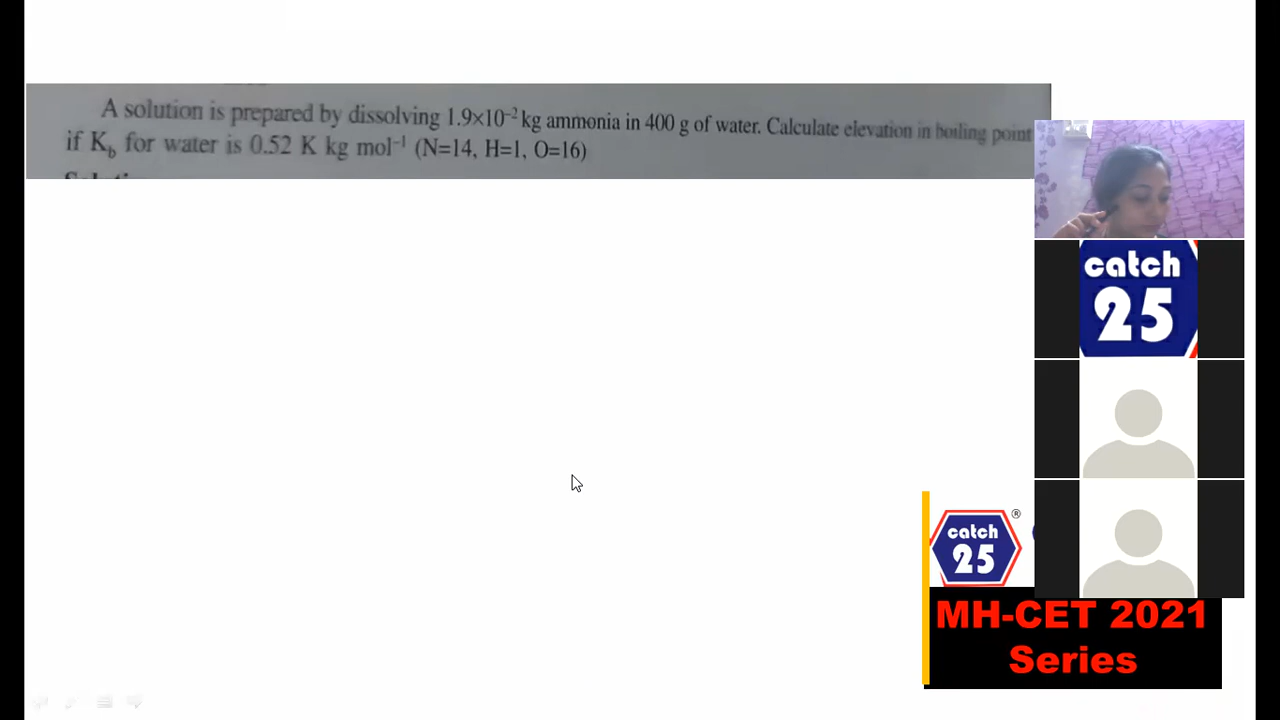 A solution is prepared by dissolving 1.9×10⁻² kg ammonia in 400 g of water. Calculate elevation in boiling point
if K_b for water is 0.52 K kg mol⁻¹ (N=14, H=1, O=16)
catch
25
catch
25
®
MH-CET 2021
Series